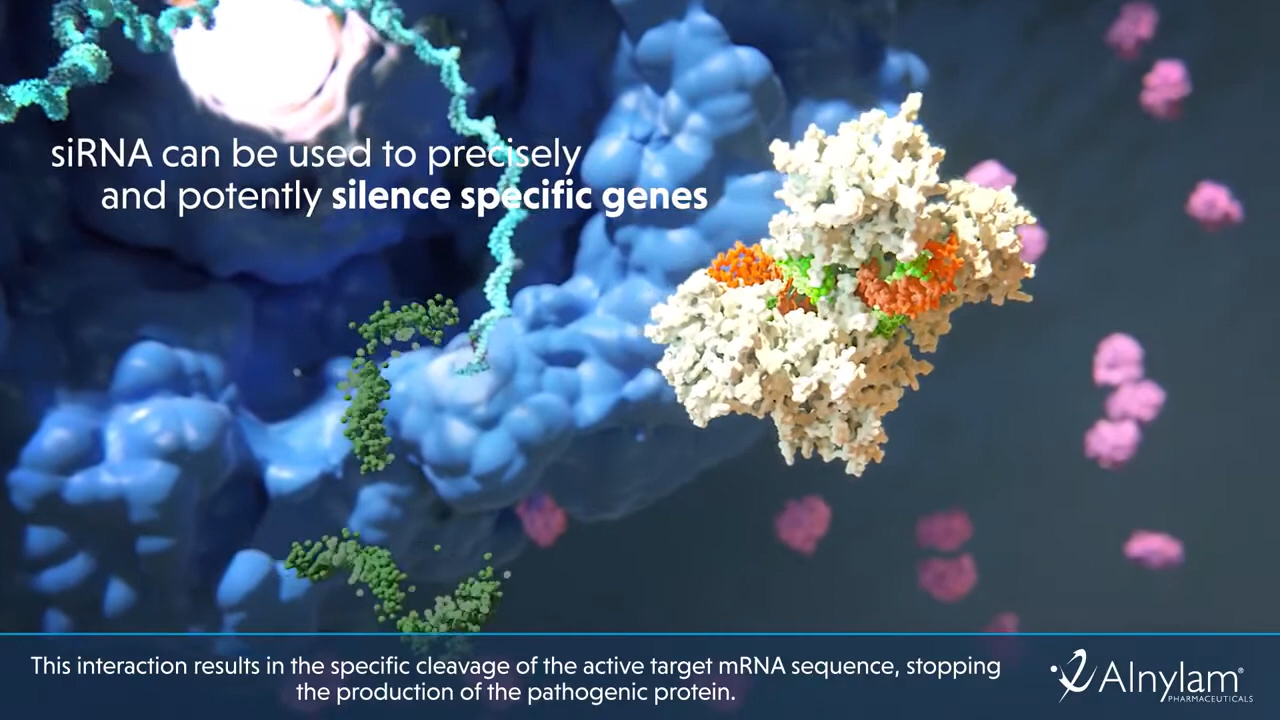 siRNA can be used to precisely
and potently silence specific genes
This interaction results in the specific cleavage of the active target mRNA sequence, stopping
the production of the pathogenic protein.
Alnylam®
PHARMACEUTICALS